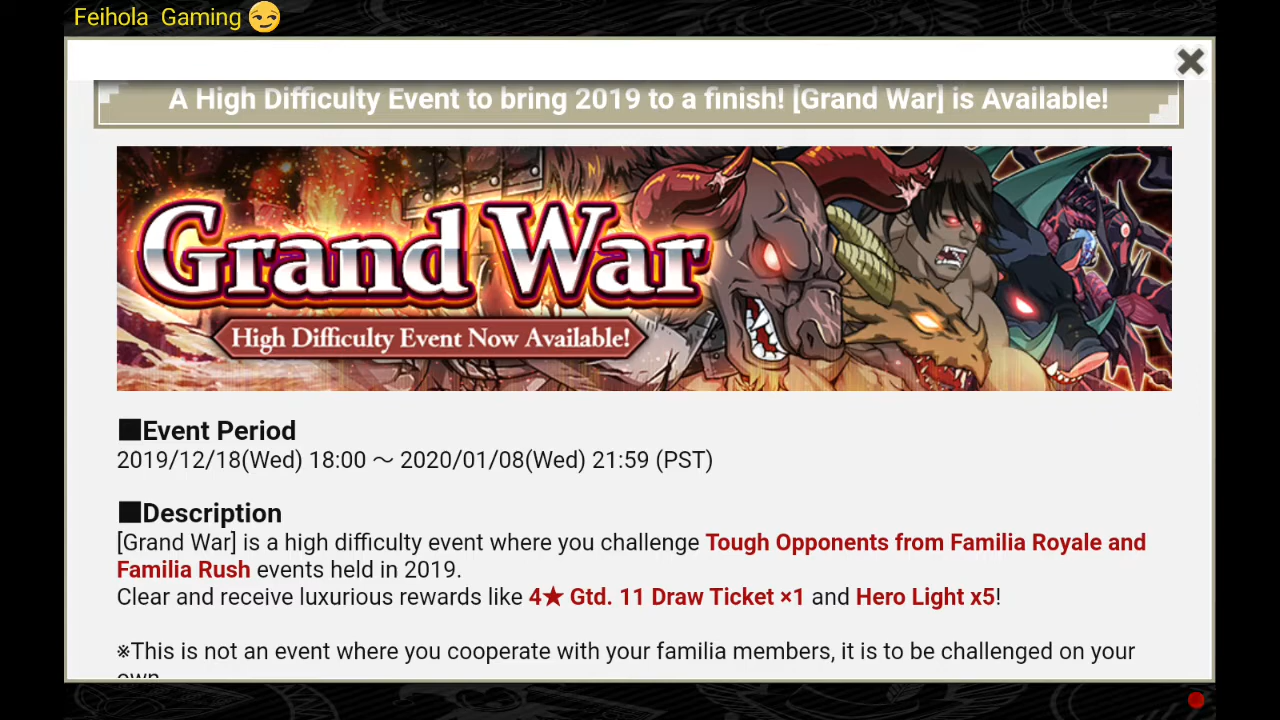 Feihola Gaming 😏
A High Difficulty Event to bring 2019 to a finish! [Grand War] is Available!
Grand War
High Difficulty Event Now Available!
■Event Period
2019/12/18(Wed) 18:00 ～ 2020/01/08(Wed) 21:59 (PST)
■Description
[Grand War] is a high difficulty event where you challenge Tough Opponents from Familia Royale and
Familia Rush events held in 2019.
Clear and receive luxurious rewards like 4★ Gtd. 11 Draw Ticket ×1 and Hero Light x5!
※This is not an event where you cooperate with your familia members, it is to be challenged on your
own